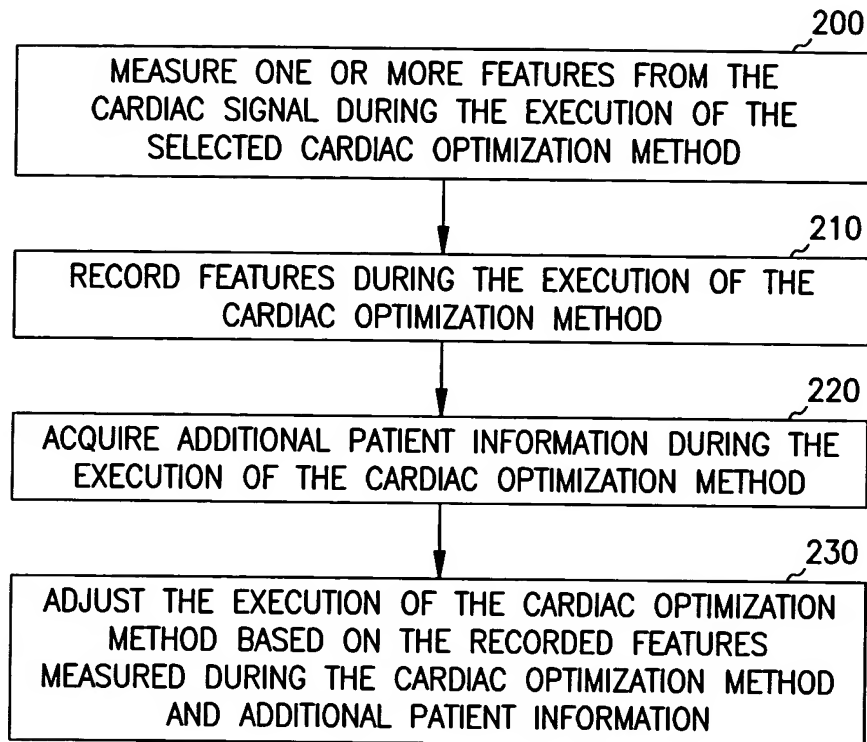 200
MEASURE ONE OR MORE FEATURES FROM THE
CARDIAC SIGNAL DURING THE EXECUTION OF THE
SELECTED CARDIAC OPTIMIZATION METHOD
210
RECORD FEATURES DURING THE EXECUTION OF THE
CARDIAC OPTIMIZATION METHOD
220
ACQUIRE ADDITIONAL PATIENT INFORMATION DURING THE
EXECUTION OF THE CARDIAC OPTIMIZATION METHOD
230
ADJUST THE EXECUTION OF THE CARDIAC OPTIMIZATION
METHOD BASED ON THE RECORDED FEATURES
MEASURED DURING THE CARDIAC OPTIMIZATION METHOD
AND ADDITIONAL PATIENT INFORMATION